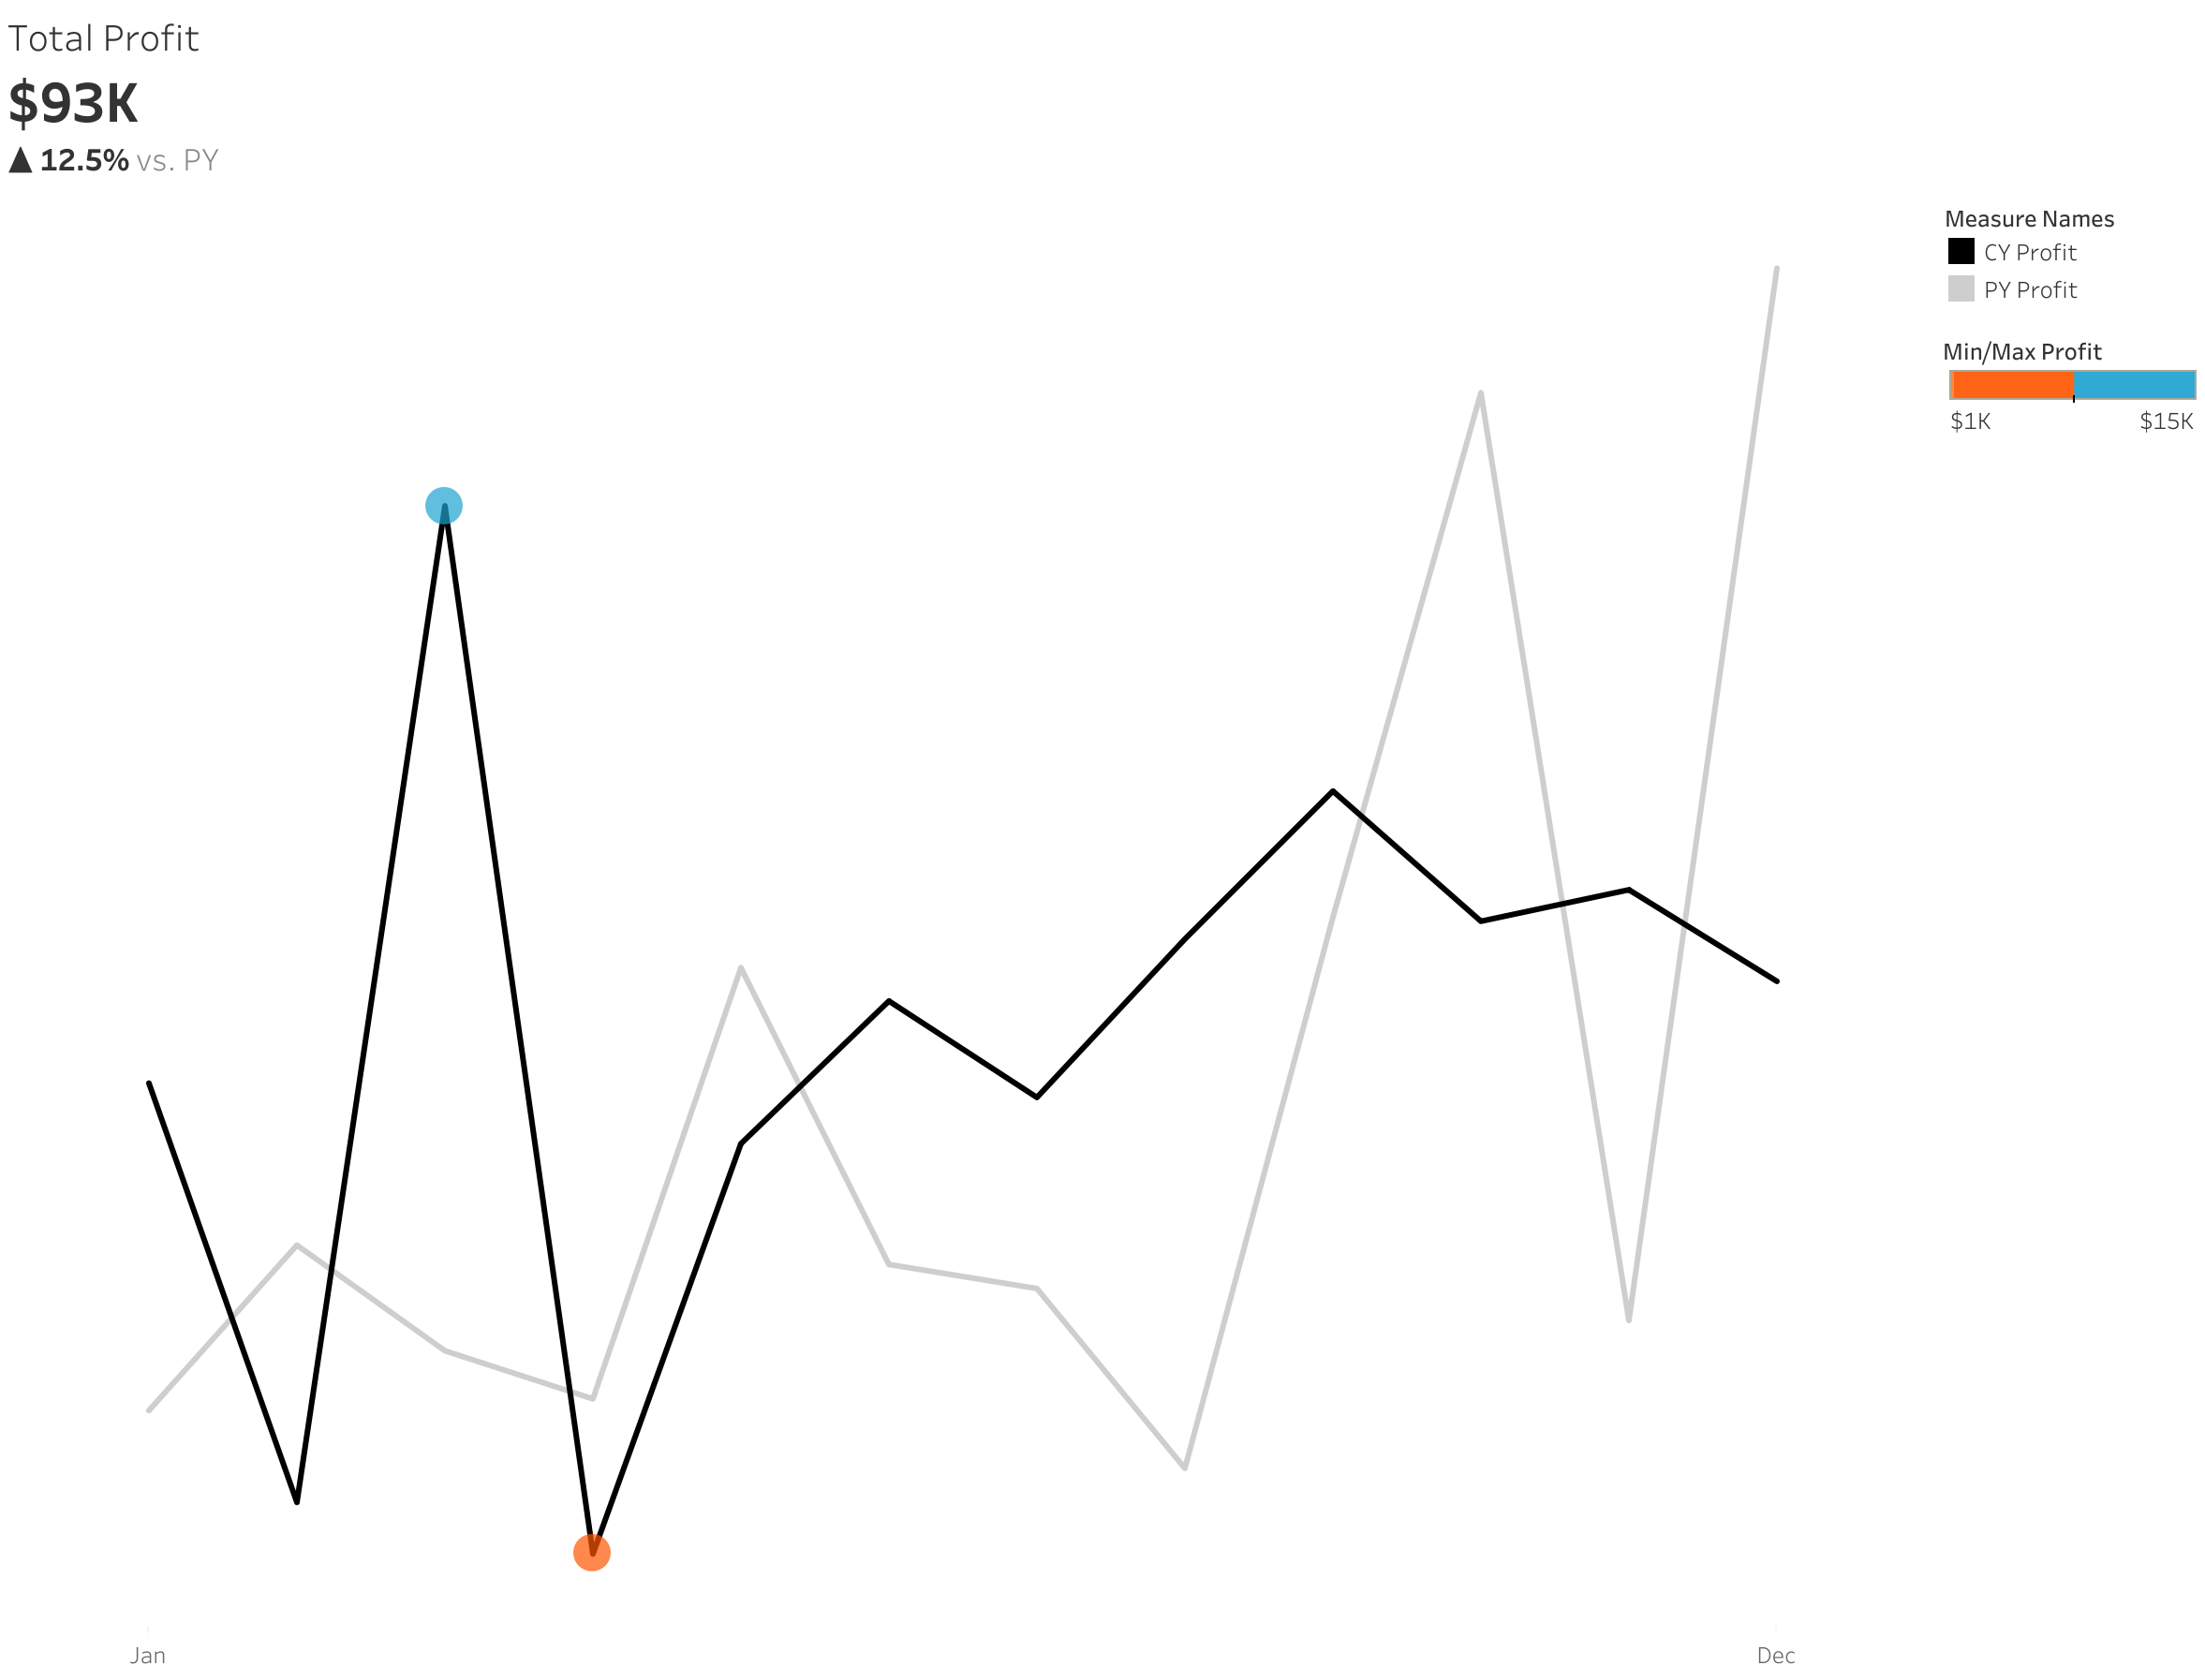 Total Profit
$93K
▲ 12.5% vs. PY
Measure Names
CY Profit
PY Profit
Min/Max Profit
$1K $15K
Jan Dec